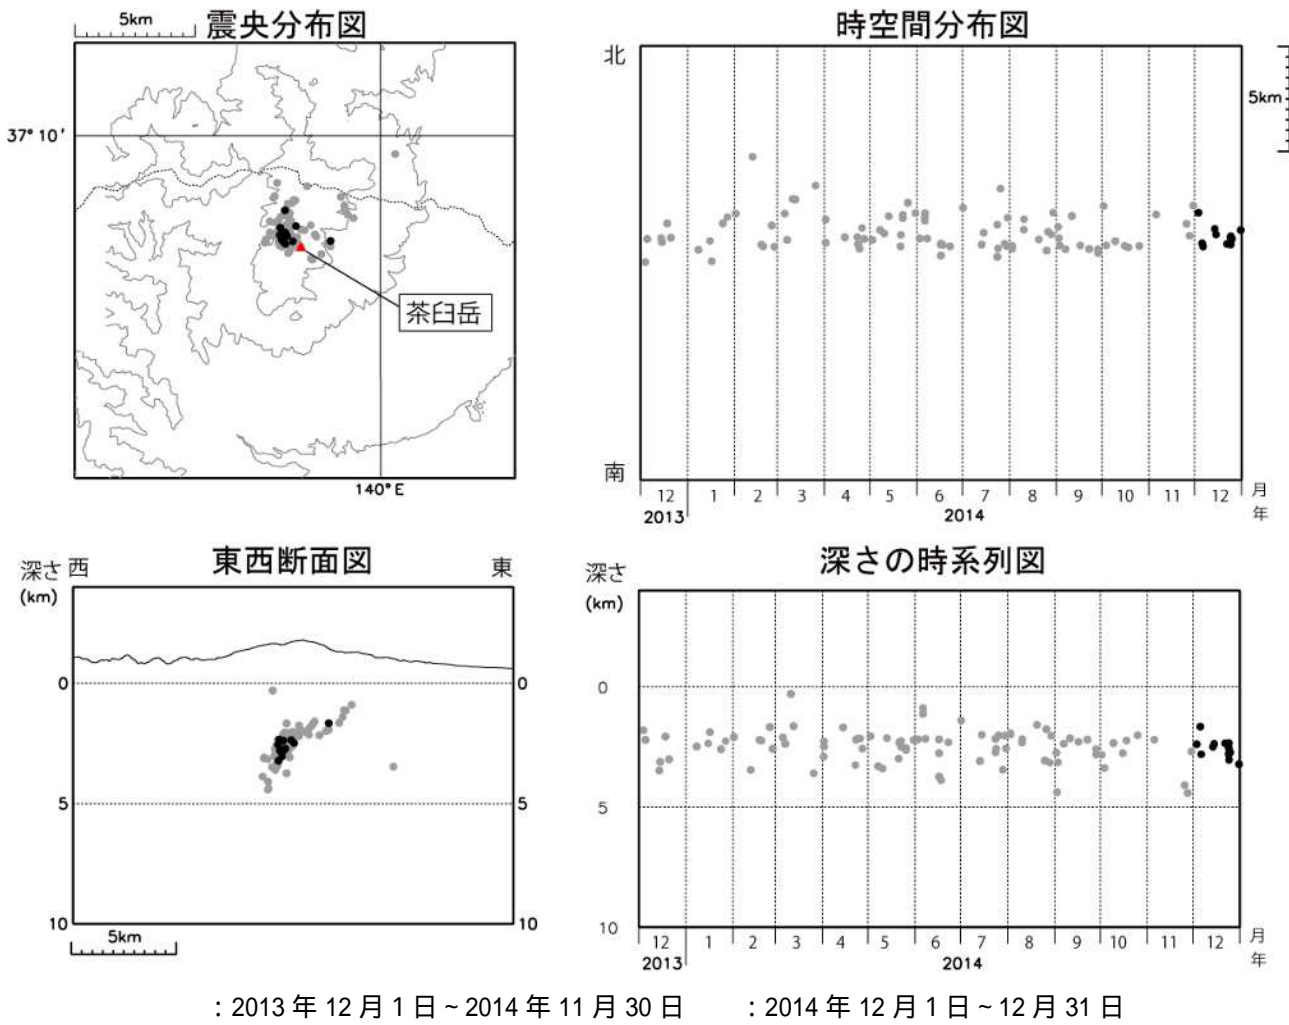 5km
震央分布図
37° 10'
茶臼岳
140°E
時空間分布図
北
5km
南
12 1 2 3 4 5 6 7 8 9 10 11 12 月
2013 2014 年
東西断面図
深さ 西 東
(km)
0 0
5 5
10 10
5km
深さの時系列図
深さ
(km)
0
5
10
12 1 2 3 4 5 6 7 8 9 10 11 12 月
2013 2014 年
：2013 年 12 月 1 日 ~ 2014 年 11 月 30 日 ：2014 年 12 月 1 日 ~ 12 月 31 日